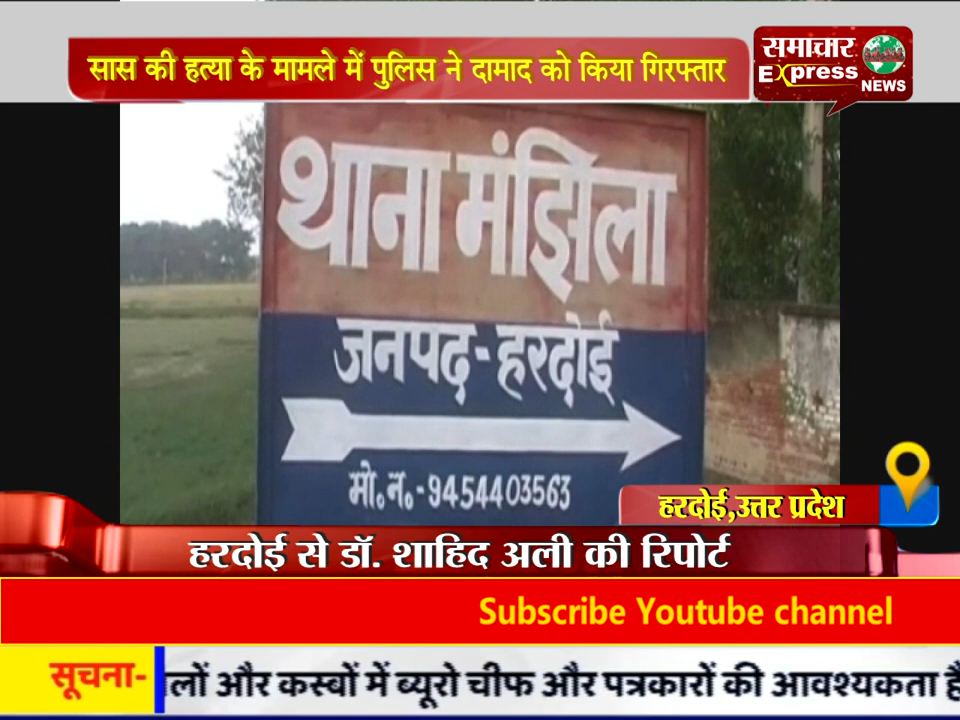 सास की हत्या के मामले में पुलिस ने दामाद को किया गिरफ्तार
समाचार
Express
NEWS
थाना मंझिला
जनपद-हरदोई
मो०न०-9454403563
हरदोई,उत्तर प्रदेश
हरदोई से डॉ. शाहिद अली की रिपोर्ट
Subscribe Youtube channel
सूचना- लों और कस्बों में ब्यूरो चीफ और पत्रकारों की आवश्यकता है